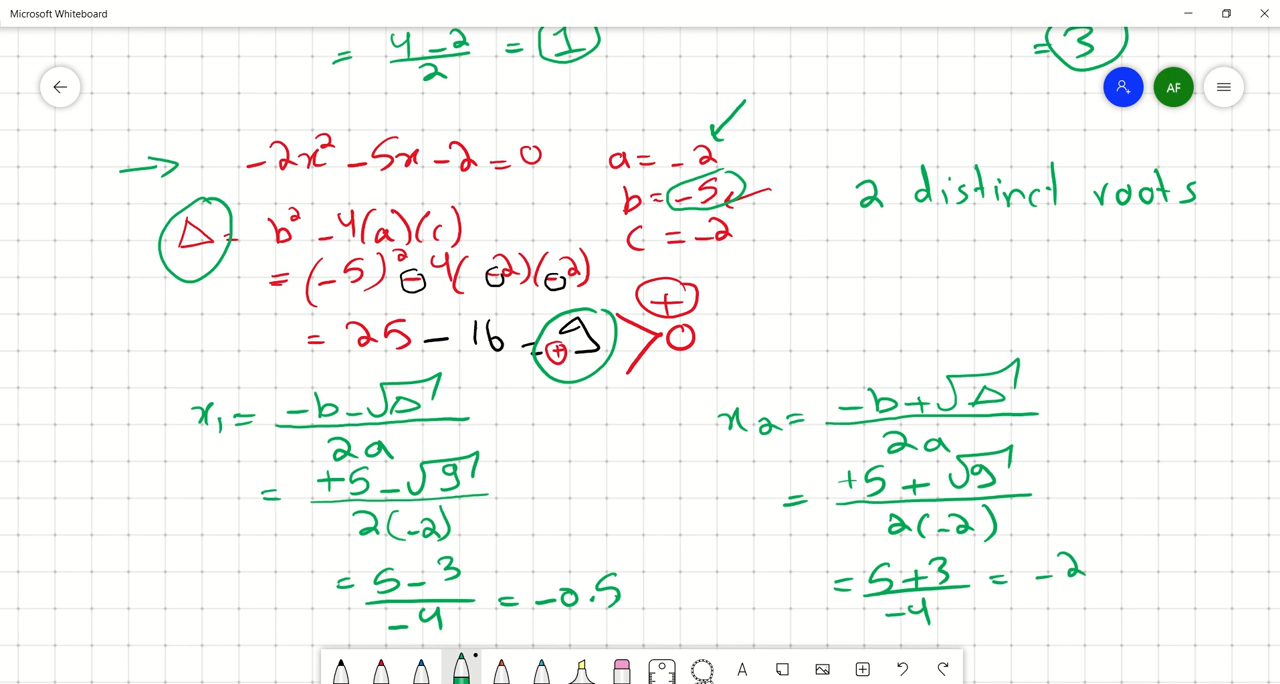 Microsoft Whiteboard
= (4 - 2)/2 = 1
= 3
AF
→ -2x² - 5x - 2 = 0
a = -2
b = -5
c = -2
2 distinct roots
Δ = b² - 4(a)(c)
= (-5)² - 4(-2)(-2)
= 25 - 16 = 9 > 0
+
+
x₁ = (-b - √Δ)/2a
= (+5 - √9)/2(-2)
= (5 - 3)/-4 = -0.5
x₂ = (-b + √Δ)/2a
= (+5 + √9)/2(-2)
= (5 + 3)/-4 = -2
A